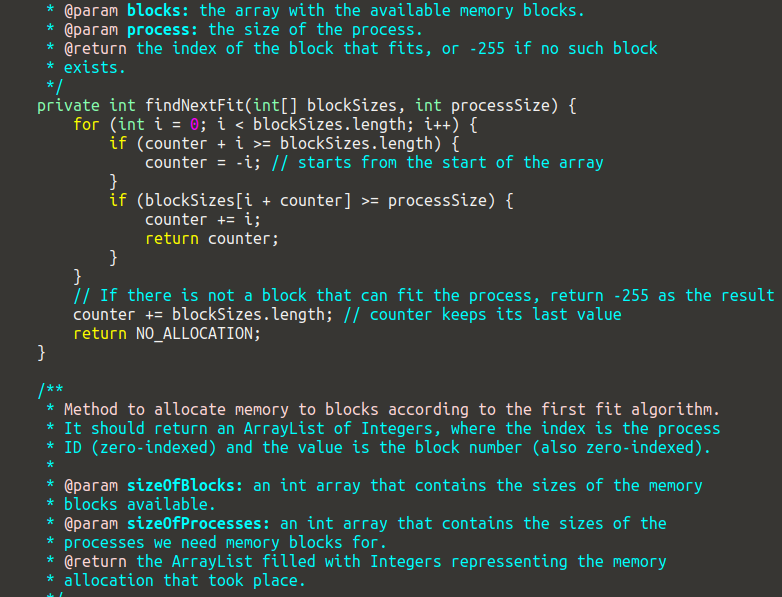 * @param blocks: the array with the available memory blocks.
* @param process: the size of the process.
* @return the index of the block that fits, or -255 if no such block
* exists.
*/
private int findNextFit(int[] blockSizes, int processSize) {
for (int i = 0; i < blockSizes.length; i++) {
if (counter + i >= blockSizes.length) {
counter = -i; // starts from the start of the array
}
if (blockSizes[i + counter] >= processSize) {
counter += i;
return counter;
}
}
// If there is not a block that can fit the process, return -255 as the result
counter += blockSizes.length; // counter keeps its last value
return NO_ALLOCATION;
}
/**
* Method to allocate memory to blocks according to the first fit algorithm.
* It should return an ArrayList of Integers, where the index is the process
* ID (zero-indexed) and the value is the block number (also zero-indexed).
*
* @param sizeOfBlocks: an int array that contains the sizes of the memory
* blocks available.
* @param sizeOfProcesses: an int array that contains the sizes of the
* processes we need memory blocks for.
* @return the ArrayList filled with Integers repressenting the memory
* allocation that took place.
*/